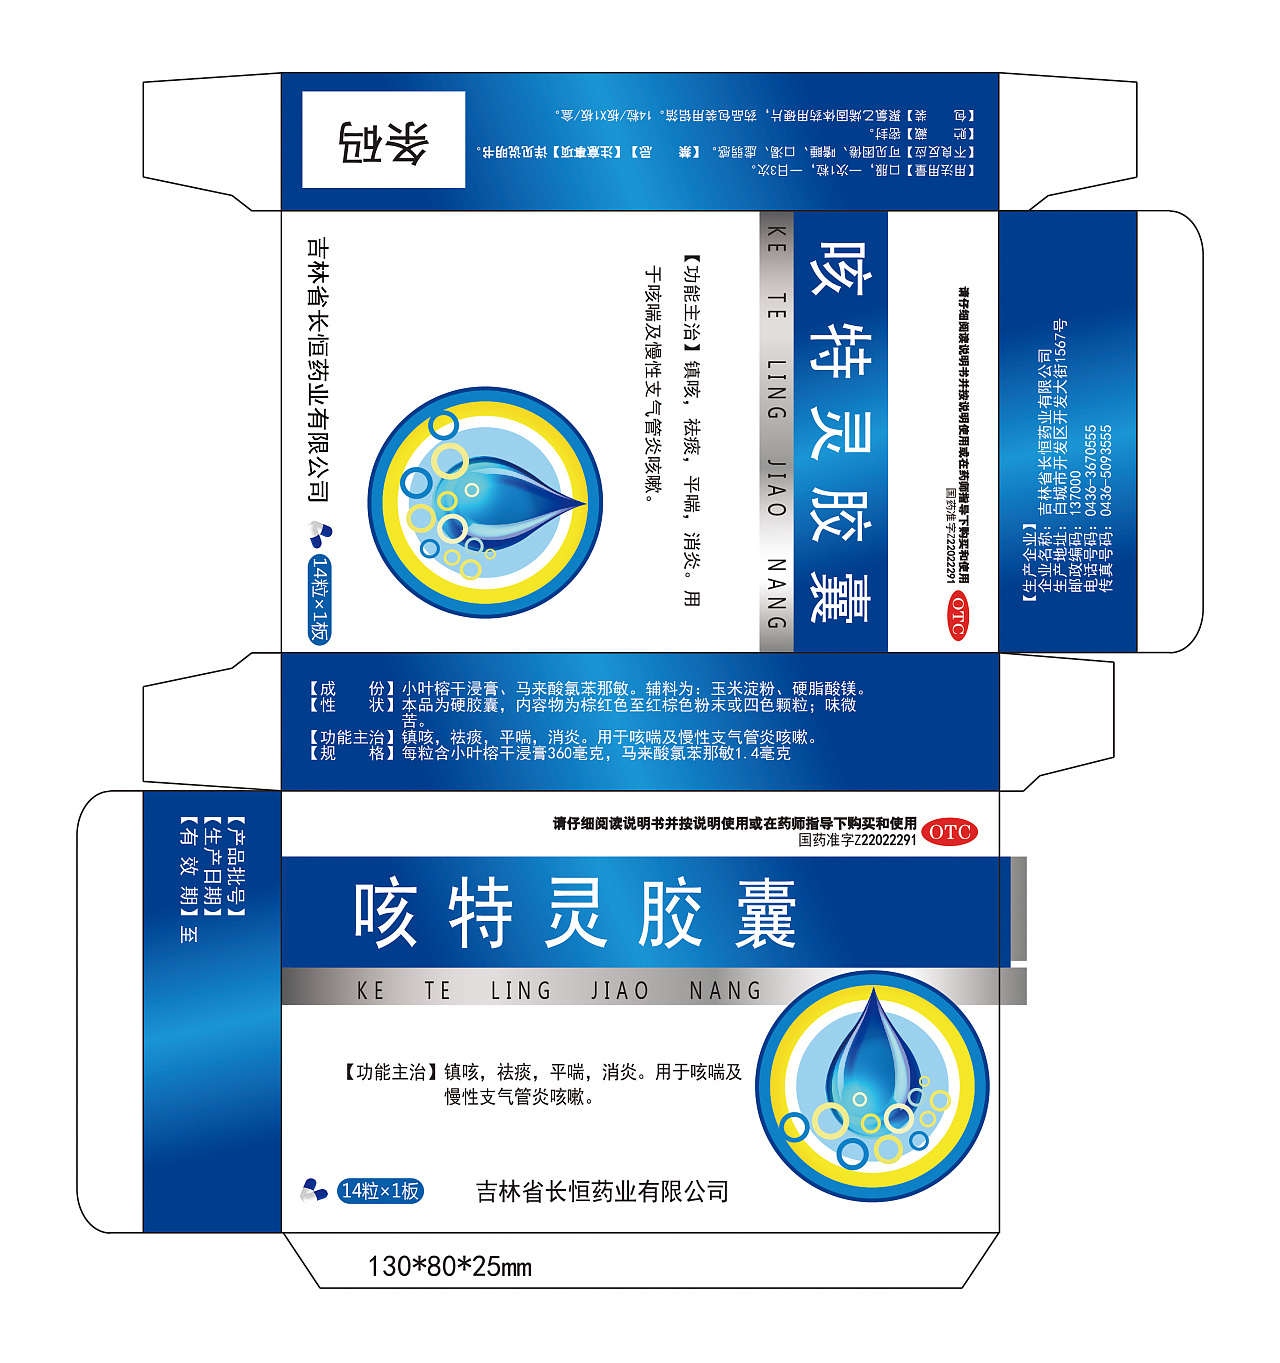 【用法用量】口服，一次1粒，一日3次。
【不良反应】可见困倦、嗜睡、口渴、虚弱感。【禁　　忌】【注意事项】详见说明书。
【贮　　藏】密封。
【包　　装】聚氯乙烯固体药用硬片，药品包装用铝箔。14粒/板X1板/盒。
条码
请仔细阅读说明书并按说明使用或在药师指导下购买和使用
国药准字Z22022291
OTC
咳特灵胶囊
KE TE LING JIAO NANG
【功能主治】镇咳，祛痰，平喘，消炎。用
于咳喘及慢性支气管炎咳嗽。
吉林省长恒药业有限公司
14粒×1板
【生产企业】
企业名称：吉林省长恒药业有限公司
生产地址：白城市开发区开发大街1567号
邮政编码：137000
电话号码：0436-3670555
传真号码：0436-5093555
【成　　份】小叶榕干浸膏、马来酸氯苯那敏。辅料为：玉米淀粉、硬脂酸镁。
【性　　状】本品为硬胶囊，内容物为棕红色至红棕色粉末或四色颗粒；味微
苦。
【功能主治】镇咳，祛痰，平喘，消炎。用于咳喘及慢性支气管炎咳嗽。
【规　　格】每粒含小叶榕干浸膏360毫克，马来酸氯苯那敏1.4毫克
【产品批号】
【生产日期】
【有 效 期】至
请仔细阅读说明书并按说明使用或在药师指导下购买和使用
国药准字Z22022291
OTC
咳特灵胶囊
KE TE LING JIAO NANG
【功能主治】镇咳，祛痰，平喘，消炎。用于咳喘及
慢性支气管炎咳嗽。
14粒×1板
吉林省长恒药业有限公司
130*80*25mm